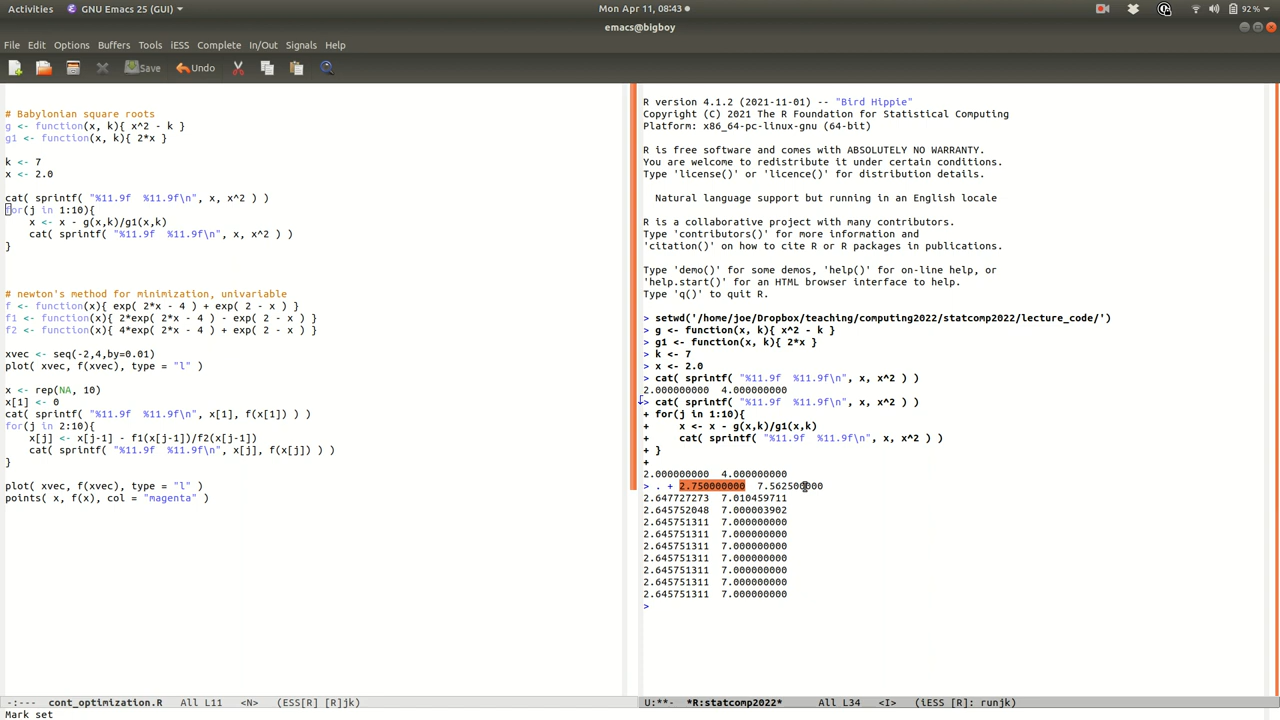 Activities GNU Emacs 25 (GUI) Mon Apr 11, 08:43 92%
emacs@bigboy
File Edit Options Buffers Tools iESS Complete In/Out Signals Help
Save Undo
# Babylonian square roots
g <- function(x, k){ x^2 - k }
g1 <- function(x, k){ 2*x }
k <- 7
x <- 2.0
cat( sprintf( "%11.9f  %11.9f\n", x, x^2 ) )
for(j in 1:10){
    x <- x - g(x,k)/g1(x,k)
    cat( sprintf( "%11.9f  %11.9f\n", x, x^2 ) )
}
# newton's method for minimization, univariable
f <- function(x){ exp( 2*x - 4 ) + exp( 2 - x ) }
f1 <- function(x){ 2*exp( 2*x - 4 ) - exp( 2 - x ) }
f2 <- function(x){ 4*exp( 2*x - 4 ) + exp( 2 - x ) }
xvec <- seq(-2,4,by=0.01)
plot( xvec, f(xvec), type = "l" )
x <- rep(NA, 10)
x[1] <- 0
cat( sprintf( "%11.9f  %11.9f\n", x[1], f(x[1]) ) )
for(j in 2:10){
    x[j] <- x[j-1] - f1(x[j-1])/f2(x[j-1])
    cat( sprintf( "%11.9f  %11.9f\n", x[j], f(x[j]) ) )
}
plot( xvec, f(xvec), type = "l" )
points( x, f(x), col = "magenta" )
-:--- cont_optimization.R All L11 <N> (ESS[R] [R]jk)
Mark set
R version 4.1.2 (2021-11-01) -- "Bird Hippie"
Copyright (C) 2021 The R Foundation for Statistical Computing
Platform: x86_64-pc-linux-gnu (64-bit)
R is free software and comes with ABSOLUTELY NO WARRANTY.
You are welcome to redistribute it under certain conditions.
Type 'license()' or 'licence()' for distribution details.
  Natural language support but running in an English locale
R is a collaborative project with many contributors.
Type 'contributors()' for more information and
'citation()' on how to cite R or R packages in publications.
Type 'demo()' for some demos, 'help()' for on-line help, or
'help.start()' for an HTML browser interface to help.
Type 'q()' to quit R.
> setwd('/home/joe/Dropbox/teaching/computing2022/statcomp2022/lecture_code/')
> g <- function(x, k){ x^2 - k }
> g1 <- function(x, k){ 2*x }
> k <- 7
> x <- 2.0
> cat( sprintf( "%11.9f  %11.9f\n", x, x^2 ) )
2.000000000  4.000000000
> cat( sprintf( "%11.9f  %11.9f\n", x, x^2 ) )
+ for(j in 1:10){
+     x <- x - g(x,k)/g1(x,k)
+     cat( sprintf( "%11.9f  %11.9f\n", x, x^2 ) )
+ }
+
2.000000000  4.000000000
> . + 2.750000000  7.562500000
2.647727273  7.010459711
2.645752048  7.000003902
2.645751311  7.000000000
2.645751311  7.000000000
2.645751311  7.000000000
2.645751311  7.000000000
2.645751311  7.000000000
2.645751311  7.000000000
2.645751311  7.000000000
>
U:**- *R:statcomp2022* All L34 <I> (iESS [R]: runjk)